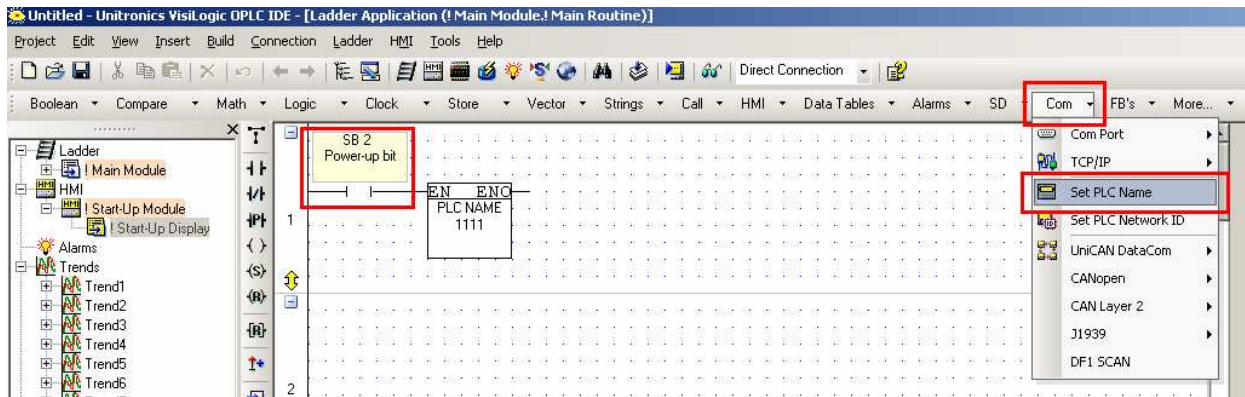 Untitled - Unitronics VisiLogic OPLC IDE - [Ladder Application (! Main Module.! Main Routine)]
Project Edit View Insert Build Connection Ladder HMI Tools Help
HMI Direct Connection
Boolean Compare Math Logic Clock Store Vector Strings Call HMI Data Tables Alarms SD Com FB's More...
Ladder
! Main Module
HMI
! Start-Up Module
! Start-Up Display
Alarms
Trends
Trend1
Trend2
Trend3
Trend4
Trend5
Trend6
1
SB 2
Power-up bit
EN ENO
PLC NAME
1111
2
Com Port
TCP/IP
Set PLC Name
Set PLC Network ID
UniCAN DataCom
CANopen
CAN Layer 2
J1939
DF1 SCAN